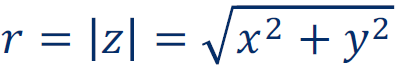 r = |z| = √x² + y²